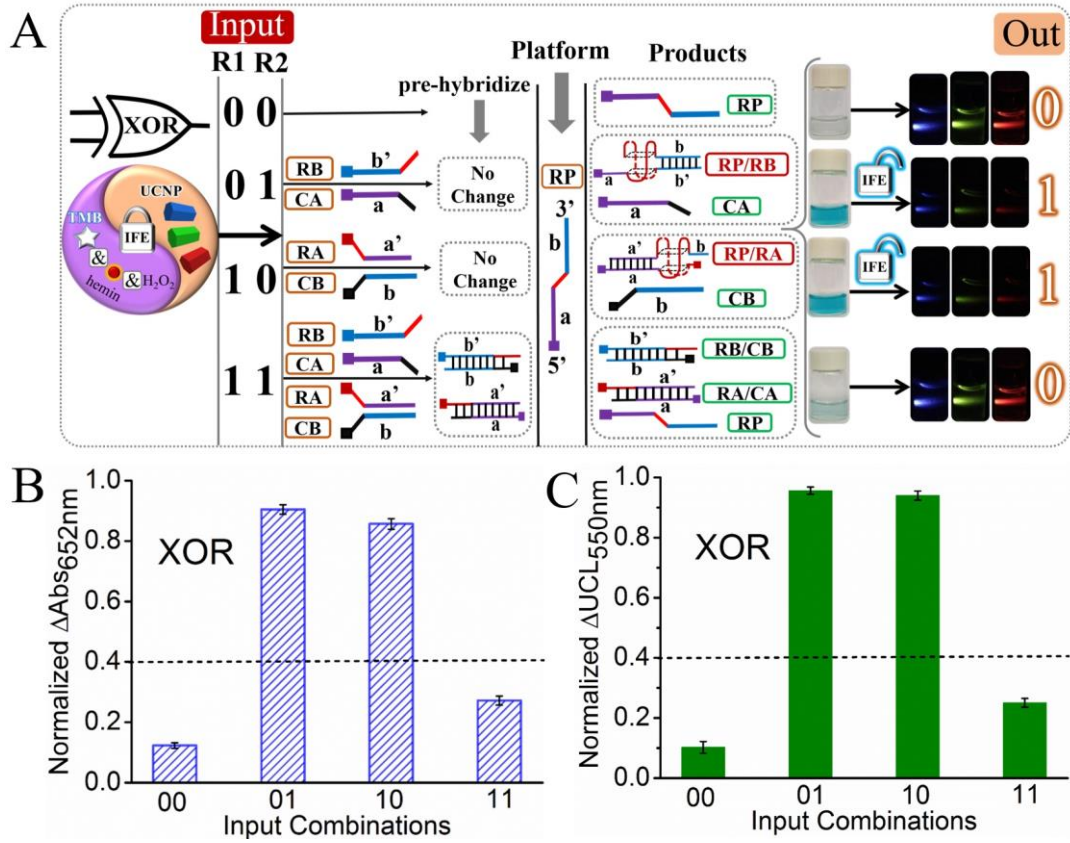 A
Input
R1 R2
pre-hybridize
Platform
Products
Out
XOR
0 0
RP
0
UCNP
TMB
IFE
&
hemin
& H₂O₂
0 1
RB
b'
CA
a
No
Change
RP
3'
b
a
5'
b
a
b'
RP/RB
a
CA
IFE
1
1 0
RA
a'
CB
b
No
Change
a'
b
a
RP/RA
b
CB
IFE
1
1 1
RB
b'
CA
a
RA
a'
CB
b
b'
b
a'
a
b'
b
RB/CB
a'
a
RA/CA
RP
0
B
Normalized ΔAbs652nm
1.0
0.8
0.6
0.4
0.2
0.0
XOR
00 01 10 11
Input Combinations
C
Normalized ΔUCL550nm
1.0
0.8
0.6
0.4
0.2
0.0
XOR
00 01 10 11
Input Combinations